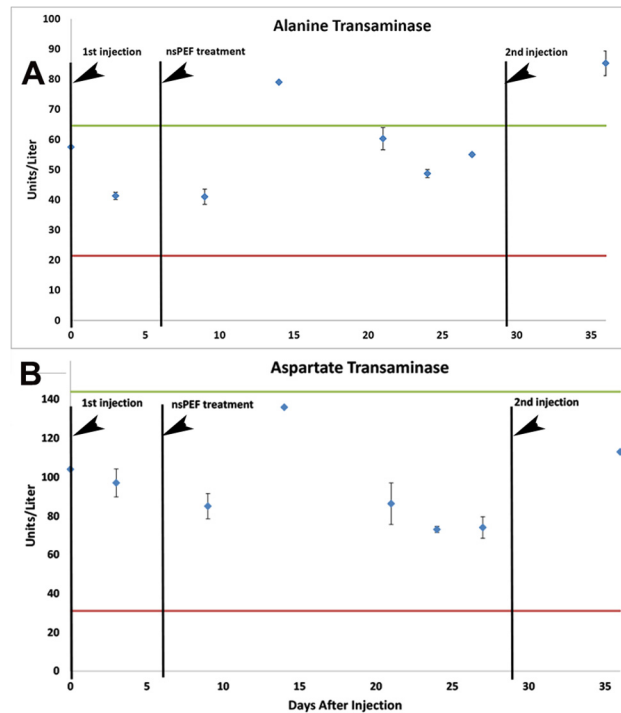 Alanine Transaminase
A
1st injection
nsPEF treatment
2nd injection
Units/Liter
100
90
80
70
60
50
40
30
20
10
0
0 5 10 15 20 25 30 35
Aspartate Transaminase
B
1st injection
nsPEF treatment
2nd injection
Units/Liter
140
120
100
80
60
40
20
0
0 5 10 15 20 25 30 35
Days After Injection